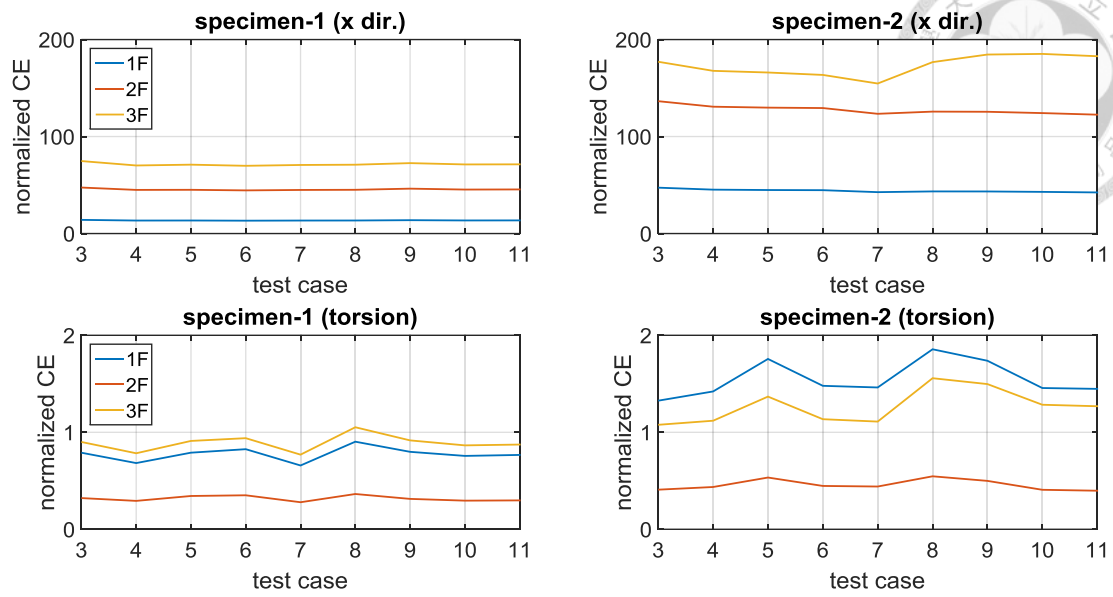 specimen-1 (x dir.)
normalized CE
200
100
0
1F
2F
3F
3 4 5 6 7 8 9 10 11
test case
specimen-2 (x dir.)
normalized CE
200
100
0
3 4 5 6 7 8 9 10 11
test case
specimen-1 (torsion)
normalized CE
2
1
0
1F
2F
3F
3 4 5 6 7 8 9 10 11
test case
specimen-2 (torsion)
normalized CE
2
1
0
3 4 5 6 7 8 9 10 11
test case